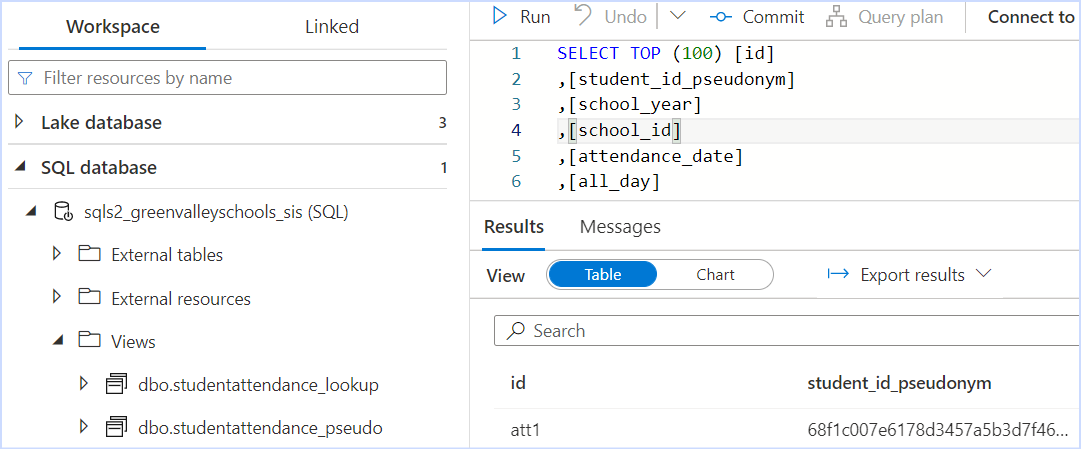 Workspace
Linked
Filter resources by name
Lake database 3
SQL database 1
sqls2_greenvalleyschools_sis (SQL)
External tables
External resources
Views
dbo.studentattendance_lookup
dbo.studentattendance_pseudo
Run Undo Commit Query plan Connect to
1 SELECT TOP (100) [id]
2 ,[student_id_pseudonym]
3 ,[school_year]
4 ,[school_id]
5 ,[attendance_date]
6 ,[all_day]
Results Messages
View Table Chart Export results
Search
id student_id_pseudonym
att1 68f1c007e6178d3457a5b3d7f46...